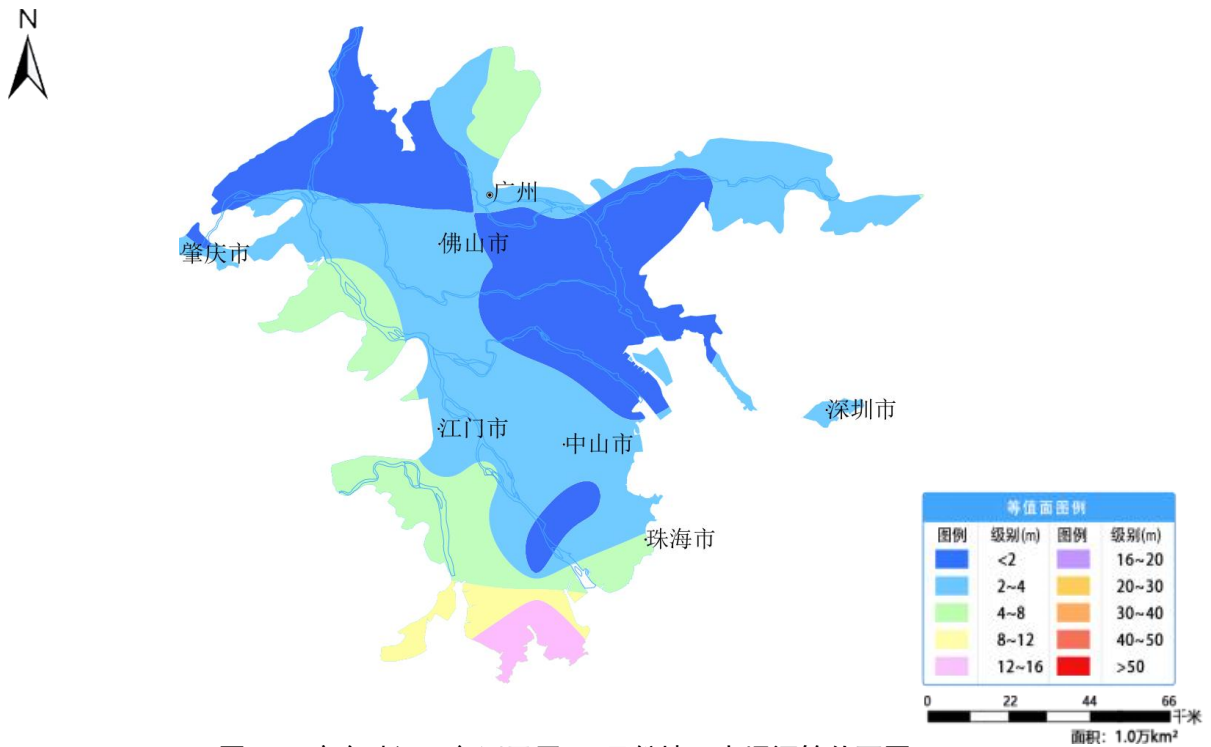 N
广州
佛山市
肇庆市
江门市
中山市
深圳市
珠海市
等值面图例
图例 级别(m) 图例 级别(m)
<2 16~20
2~4 20~30
4~8 30~40
8~12 40~50
12~16 >50
0 22 44 66
千米
面积：1.0万km²